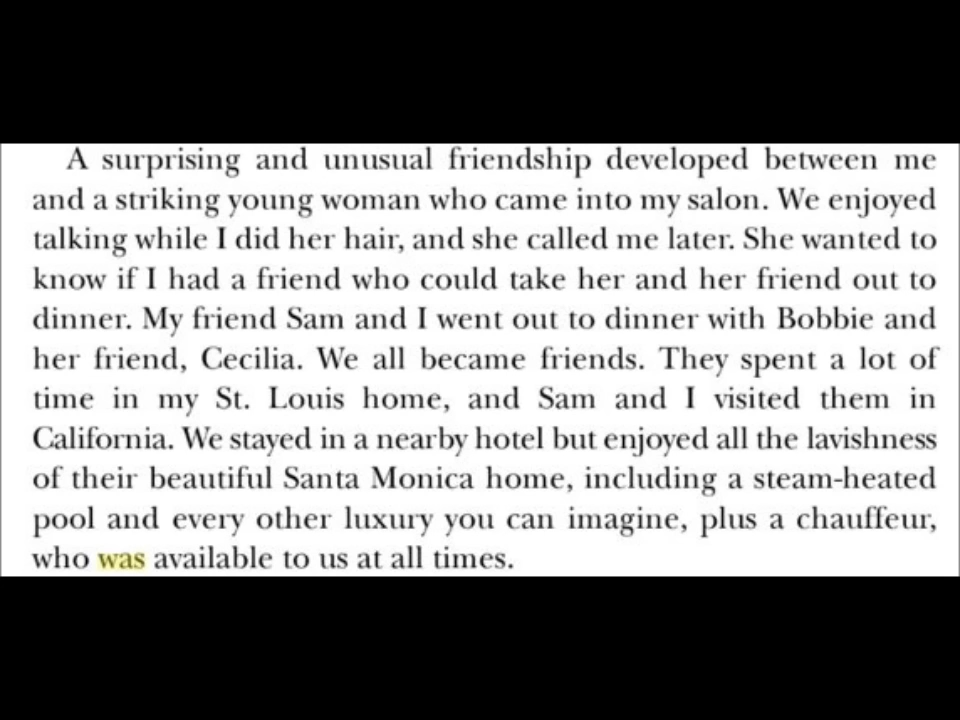 A surprising and unusual friendship developed between me
and a striking young woman who came into my salon. We enjoyed
talking while I did her hair, and she called me later. She wanted to
know if I had a friend who could take her and her friend out to
dinner. My friend Sam and I went out to dinner with Bobbie and
her friend, Cecilia. We all became friends. They spent a lot of
time in my St. Louis home, and Sam and I visited them in
California. We stayed in a nearby hotel but enjoyed all the lavishness
of their beautiful Santa Monica home, including a steam-heated
pool and every other luxury you can imagine, plus a chauffeur,
who was available to us at all times.